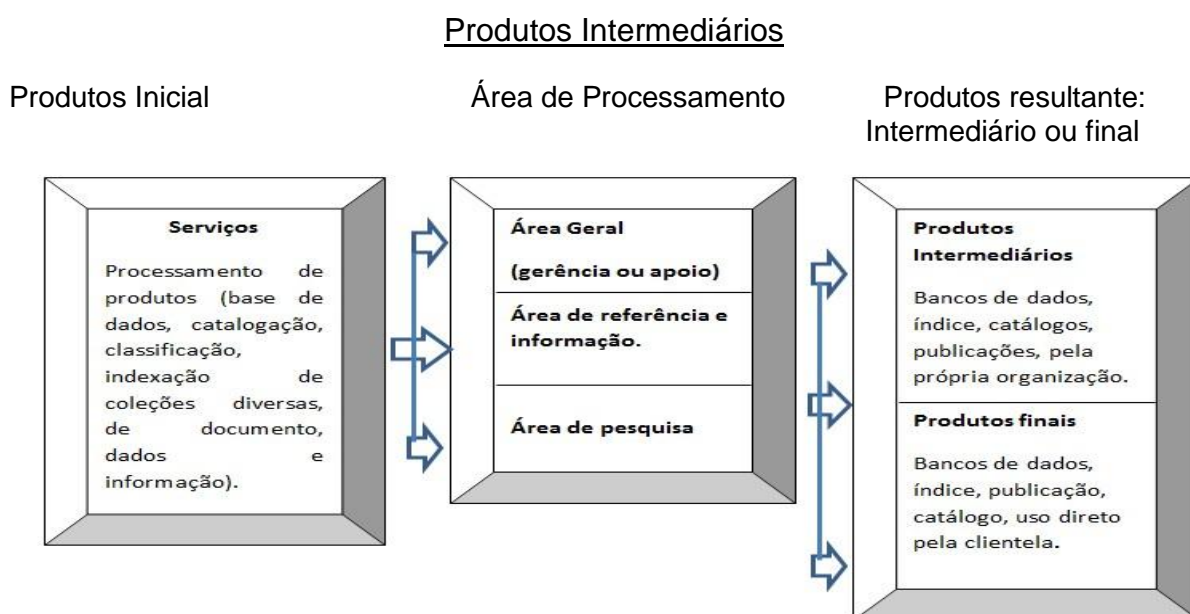 Produtos Intermediários
Produtos Inicial
Área de Processamento
Produtos resultante:
Intermediário ou final
Serviços
Processamento de
produtos (base de
dados, catalogação,
classificação,
indexação de
coleções diversas,
de documento,
dados e
informação).
Área Geral
(gerência ou apoio)
Área de referência e
informação.
Área de pesquisa
Produtos
Intermediários
Bancos de dados,
índice, catálogos,
publicações, pela
própria organização.
Produtos finais
Bancos de dados,
índice, publicação,
catálogo, uso direto
pela clientela.